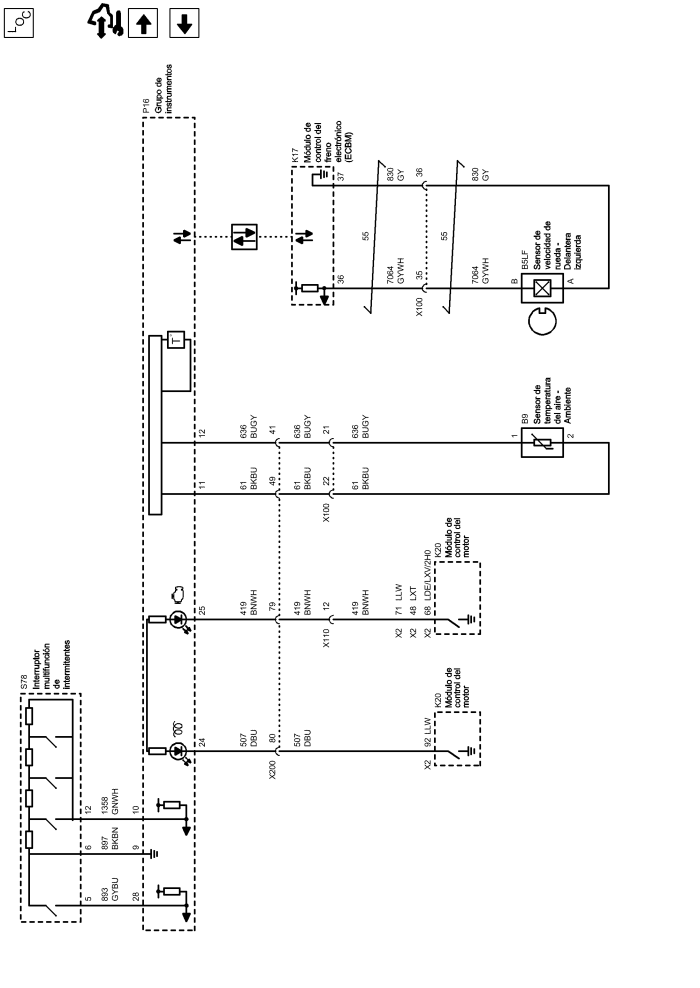 LOC
P16
Grupo de
instrumentos
K17
Módulo de
control del
freno
electrónico
(ECBM)
37
830
GY
36
830
GY
55
55
36
7064
GYWH
35
X100
7064
GYWH
B
B5LF
Sensor de
velocidad de
rueda -
Delantera
izquierda
A
T°
12
636
BUGY
41
636
BUGY
21
636
BUGY
1
B9
Sensor de
temperatura
del aire -
Ambiente
2
11
61
BKBU
49
61
BKBU
22
X100
61
BKBU
25
419
BNWH
79
419
BNWH
12
X110
419
BNWH
71 LLW
48 LXT
68 LDE/LXV/2H0
X2
X2
X2
K20
Módulo de
control del
motor
24
507
DBU
80
X200
507
DBU
92 LLW
X2
K20
Módulo de
control del
motor
S78
Interruptor
multifunción
de
intermitentes
12
1358
GNWH
10
6
897
BKBN
9
5
893
GYBU
28